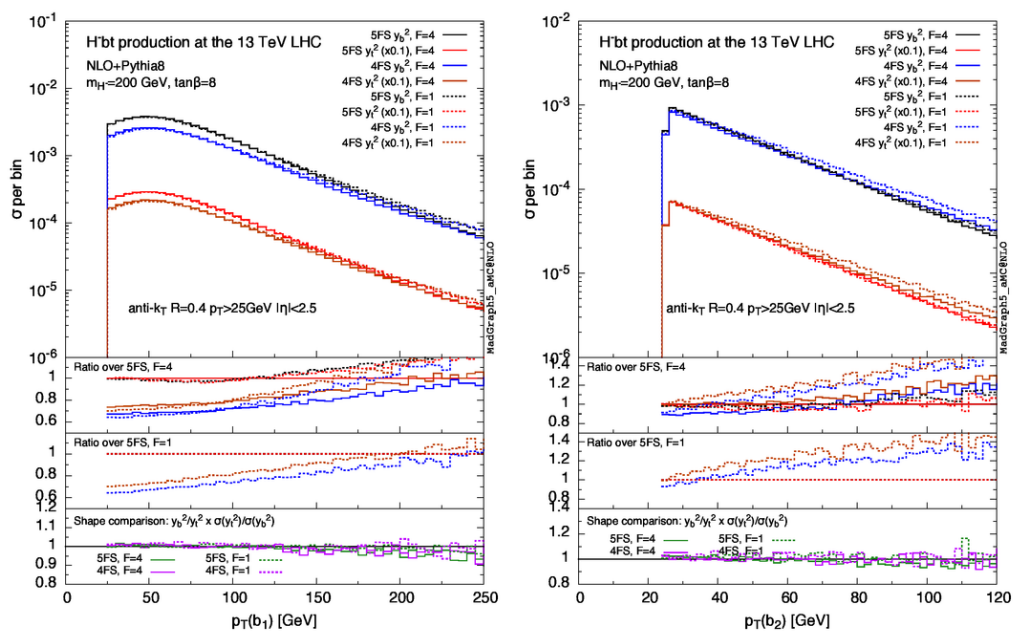 H⁻bt production at the 13 TeV LHC
NLO+Pythia8
m_H-=200 GeV, tanβ=8
5FS y_b², F=4
5FS y_t² (x0.1), F=4
4FS y_b², F=4
4FS y_t² (x0.1), F=4
5FS y_b², F=1
5FS y_t² (x0.1), F=1
4FS y_b², F=1
4FS y_t² (x0.1), F=1
σ per bin
10⁻¹
10⁻²
10⁻³
10⁻⁴
10⁻⁵
10⁻⁶
anti-k_T R=0.4 p_T>25GeV |η|<2.5
MadGraph5_aMC@NLO
Ratio over 5FS, F=4
1
0.8
0.6
Ratio over 5FS, F=1
1
0.8
0.6
1.2
Shape comparison: y_b²/y_t² x σ(y_t²)/σ(y_b²)
1.1
1
0.9
0.8
5FS, F=4
4FS, F=4
5FS, F=1
4FS, F=1
0 50 100 150 200 250
p_T(b_1) [GeV]
H⁻bt production at the 13 TeV LHC
NLO+Pythia8
m_H-=200 GeV, tanβ=8
5FS y_b², F=4
5FS y_t² (x0.1), F=4
4FS y_b², F=4
4FS y_t² (x0.1), F=4
5FS y_b², F=1
5FS y_t² (x0.1), F=1
4FS y_b², F=1
4FS y_t² (x0.1), F=1
σ per bin
10⁻²
10⁻³
10⁻⁴
10⁻⁵
10⁻⁶
anti-k_T R=0.4 p_T>25GeV |η|<2.5
MadGraph5_aMC@NLO
Ratio over 5FS, F=4
1.4
1.2
1
0.8
Ratio over 5FS, F=1
1.4
1.2
1
0.8
Shape comparison: y_b²/y_t² x σ(y_t²)/σ(y_b²)
1.2
1
0.8
5FS, F=4
4FS, F=4
5FS, F=1
4FS, F=1
0 20 40 60 80 100 120
p_T(b_2) [GeV]